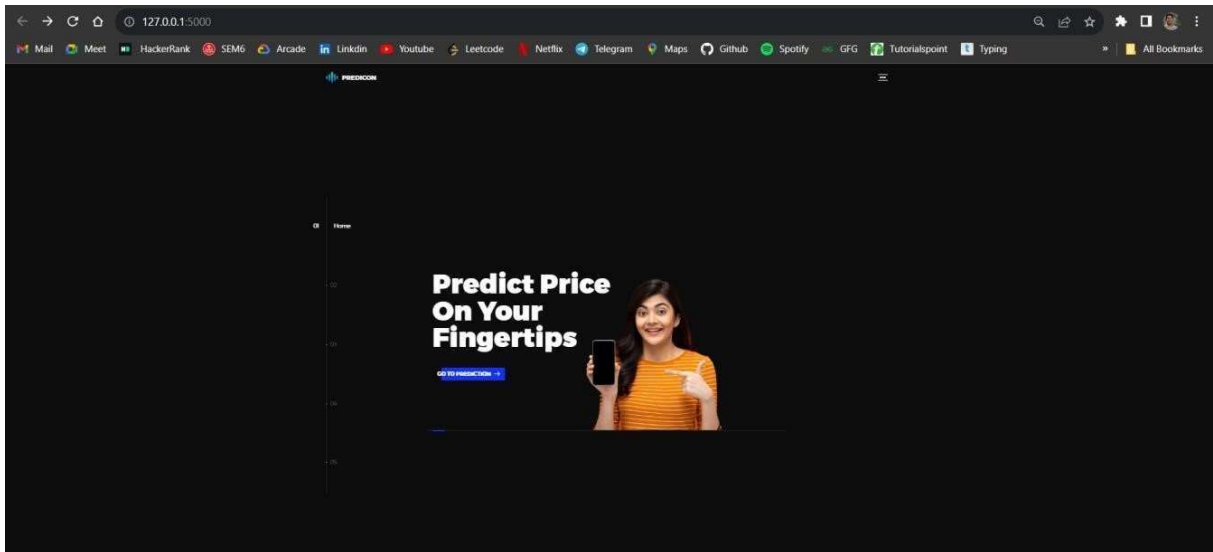 127.0.0.1:5000
Mail Meet HackerRank SEM6 Arcade Linkdin Youtube Leetcode Netflix Telegram Maps Github Spotify GFG Tutorialspoint Typing » All Bookmarks
PREDICON
01 Home
02
Predict Price
On Your
Fingertips
03
GO TO PREDICTION →
04
05